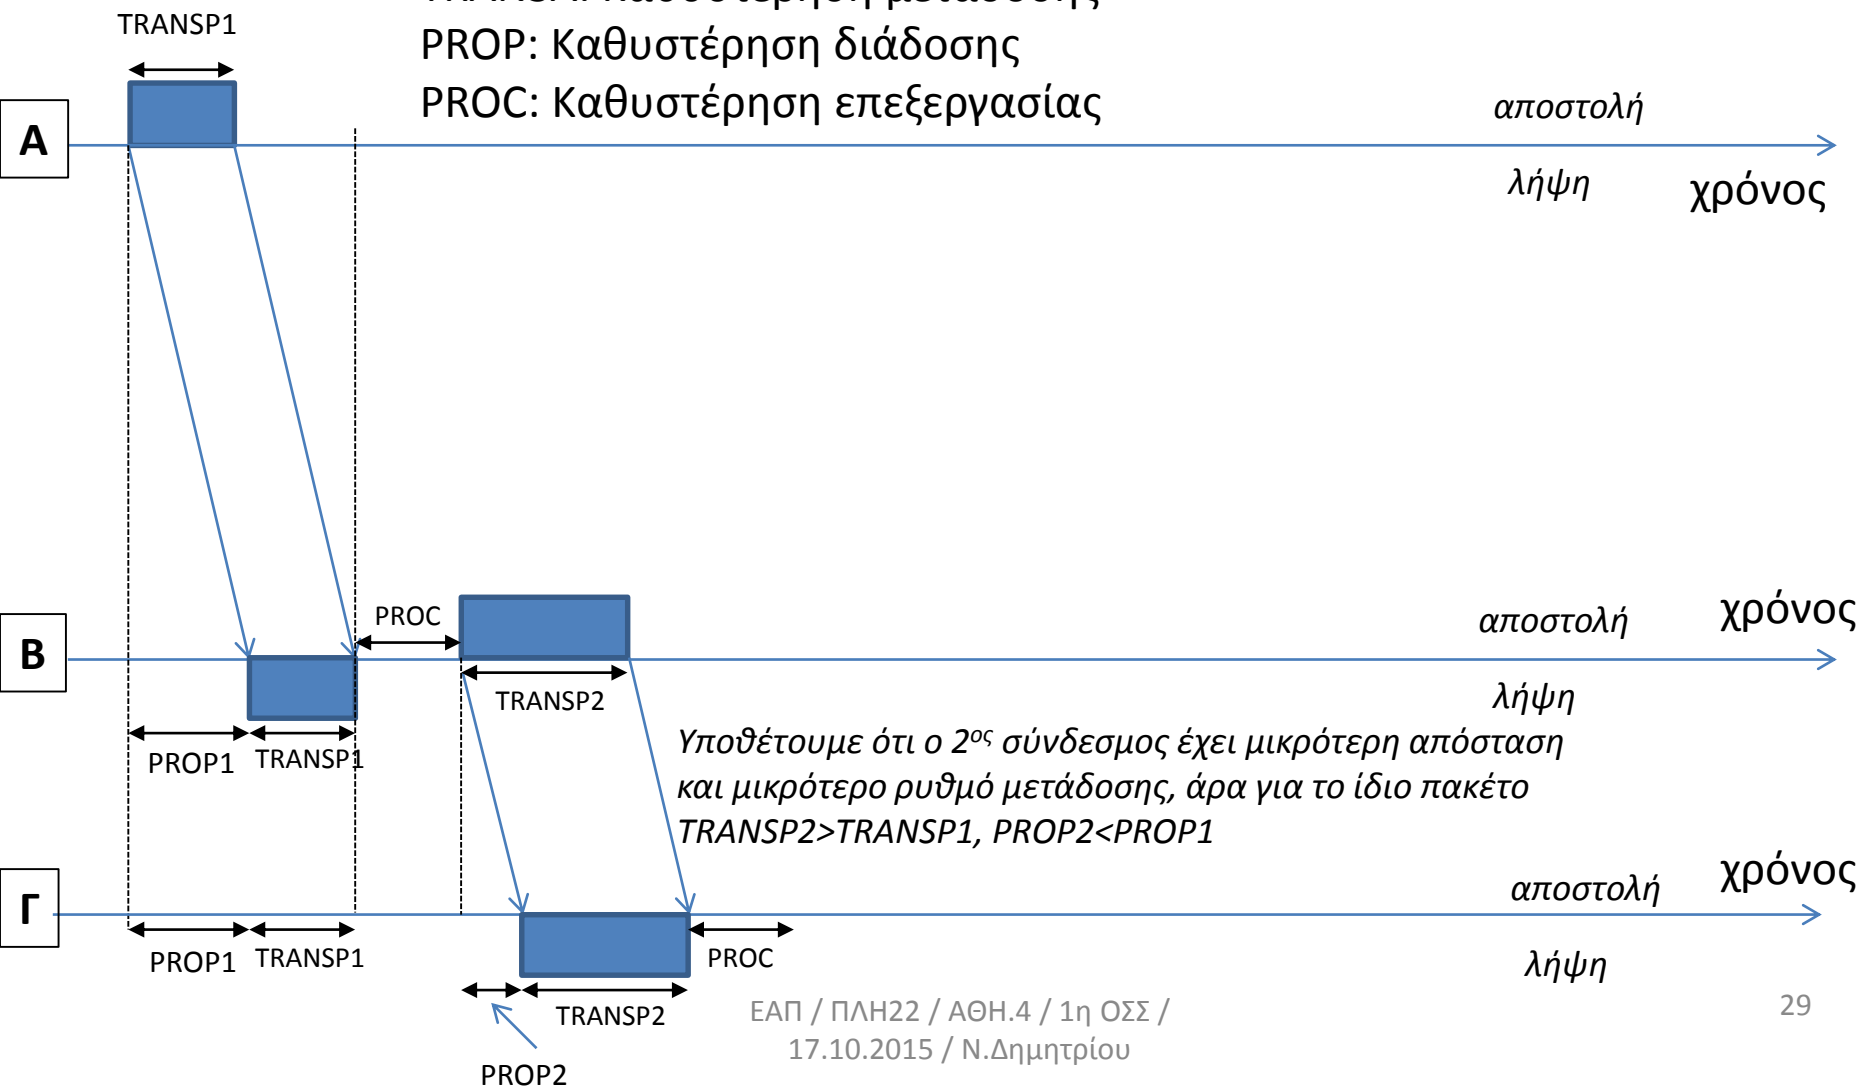 TRANSP1
PROP: Καθυστέρηση διάδοσης
PROC: Καθυστέρηση επεξεργασίας
αποστολή
A
λήψη
χρόνος
PROC
αποστολή
χρόνος
B
TRANSP2
λήψη
PROP1
TRANSP1
Υποθέτουμε ότι ο 2ος σύνδεσμος έχει μικρότερη απόσταση
και μικρότερο ρυθμό μετάδοσης, άρα για το ίδιο πακέτο
TRANSP2>TRANSP1, PROP2<PROP1
χρόνος
αποστολή
Γ
PROP1
TRANSP1
PROC
λήψη
TRANSP2
ΕΑΠ / ΠΛΗ22 / ΑΘΗ.4 / 1η ΟΣΣ /
17.10.2015 / Ν.Δημητρίου
29
PROP2